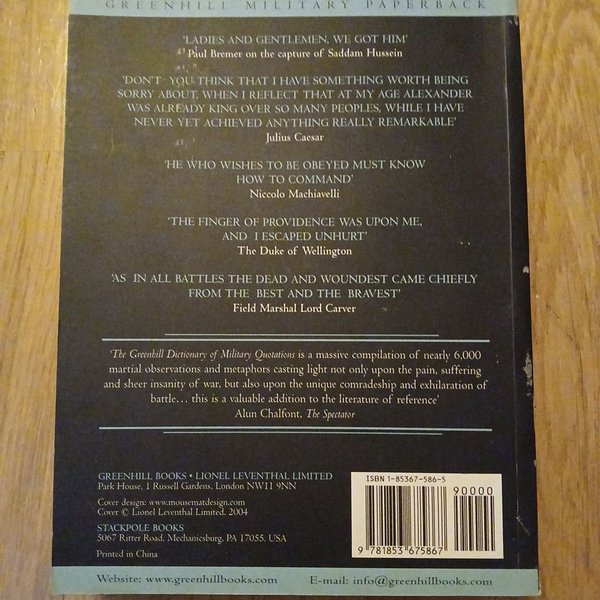 GREENHILL MILITARY PAPERBACK
'LADIES AND GENTLEMEN, WE GOT HIM'
Paul Bremer on the capture of Saddam Hussein
'DON'T YOU THINK THAT I HAVE SOMETHING WORTH BEING
SORRY ABOUT, WHEN I REFLECT THAT AT MY AGE ALEXANDER
WAS ALREADY KING OVER SO MANY PEOPLES, WHILE I HAVE
NEVER YET ACHIEVED ANYTHING REALLY REMARKABLE'
Julius Caesar
'HE WHO WISHES TO BE OBEYED MUST KNOW
HOW TO COMMAND'
Niccolo Machiavelli
'THE FINGER OF PROVIDENCE WAS UPON ME,
AND I ESCAPED UNHURT'
The Duke of Wellington
'AS IN ALL BATTLES THE DEAD AND WOUNDEST CAME CHIEFLY
FROM THE BEST AND THE BRAVEST'
Field Marshal Lord Carver
'The Greenhill Dictionary of Military Quotations is a massive compilation of nearly 6,000
martial observations and metaphors casting light not only upon the pain, suffering
and sheer insanity of war, but also upon the unique comradeship and exhilaration of
battle... this is a valuable addition to the literature of reference'
Alun Chalfont, The Spectator
GREENHILL BOOKS • LIONEL LEVENTHAL LIMITED
Park House, 1 Russell Gardens, London NW11 9NN
Cover design: www.mousematdesign.com
Cover © Lionel Leventhal Limited, 2004
STACKPOLE BOOKS
5067 Ritter Road, Mechanicsburg, PA 17055, USA
Printed in China
ISBN 1-85367-586-5
90000
9 781853 675867
Website: www.greenhillbooks.com E-mail: info@greenhillbooks.com